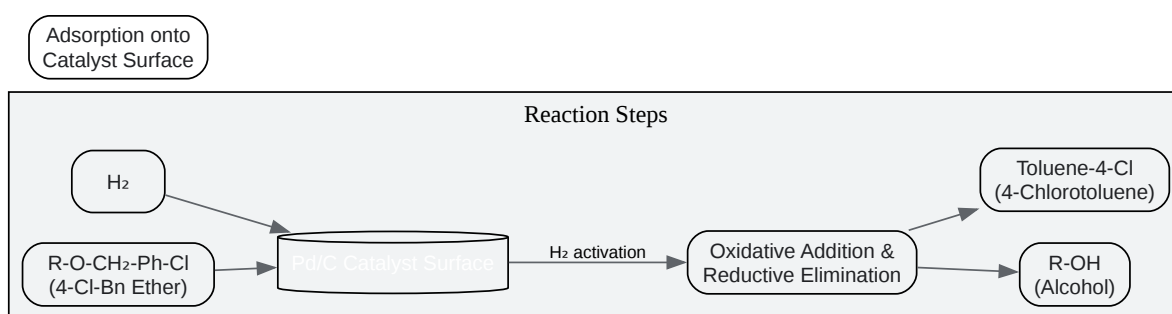 Adsorption onto
Catalyst Surface
Reaction Steps
H₂
R-O-CH₂-Ph-Cl
(4-Cl-Bn Ether)
Pd/C Catalyst Surface
H₂ activation
Oxidative Addition &
Reductive Elimination
Toluene-4-Cl
(4-Chlorotoluene)
R-OH
(Alcohol)